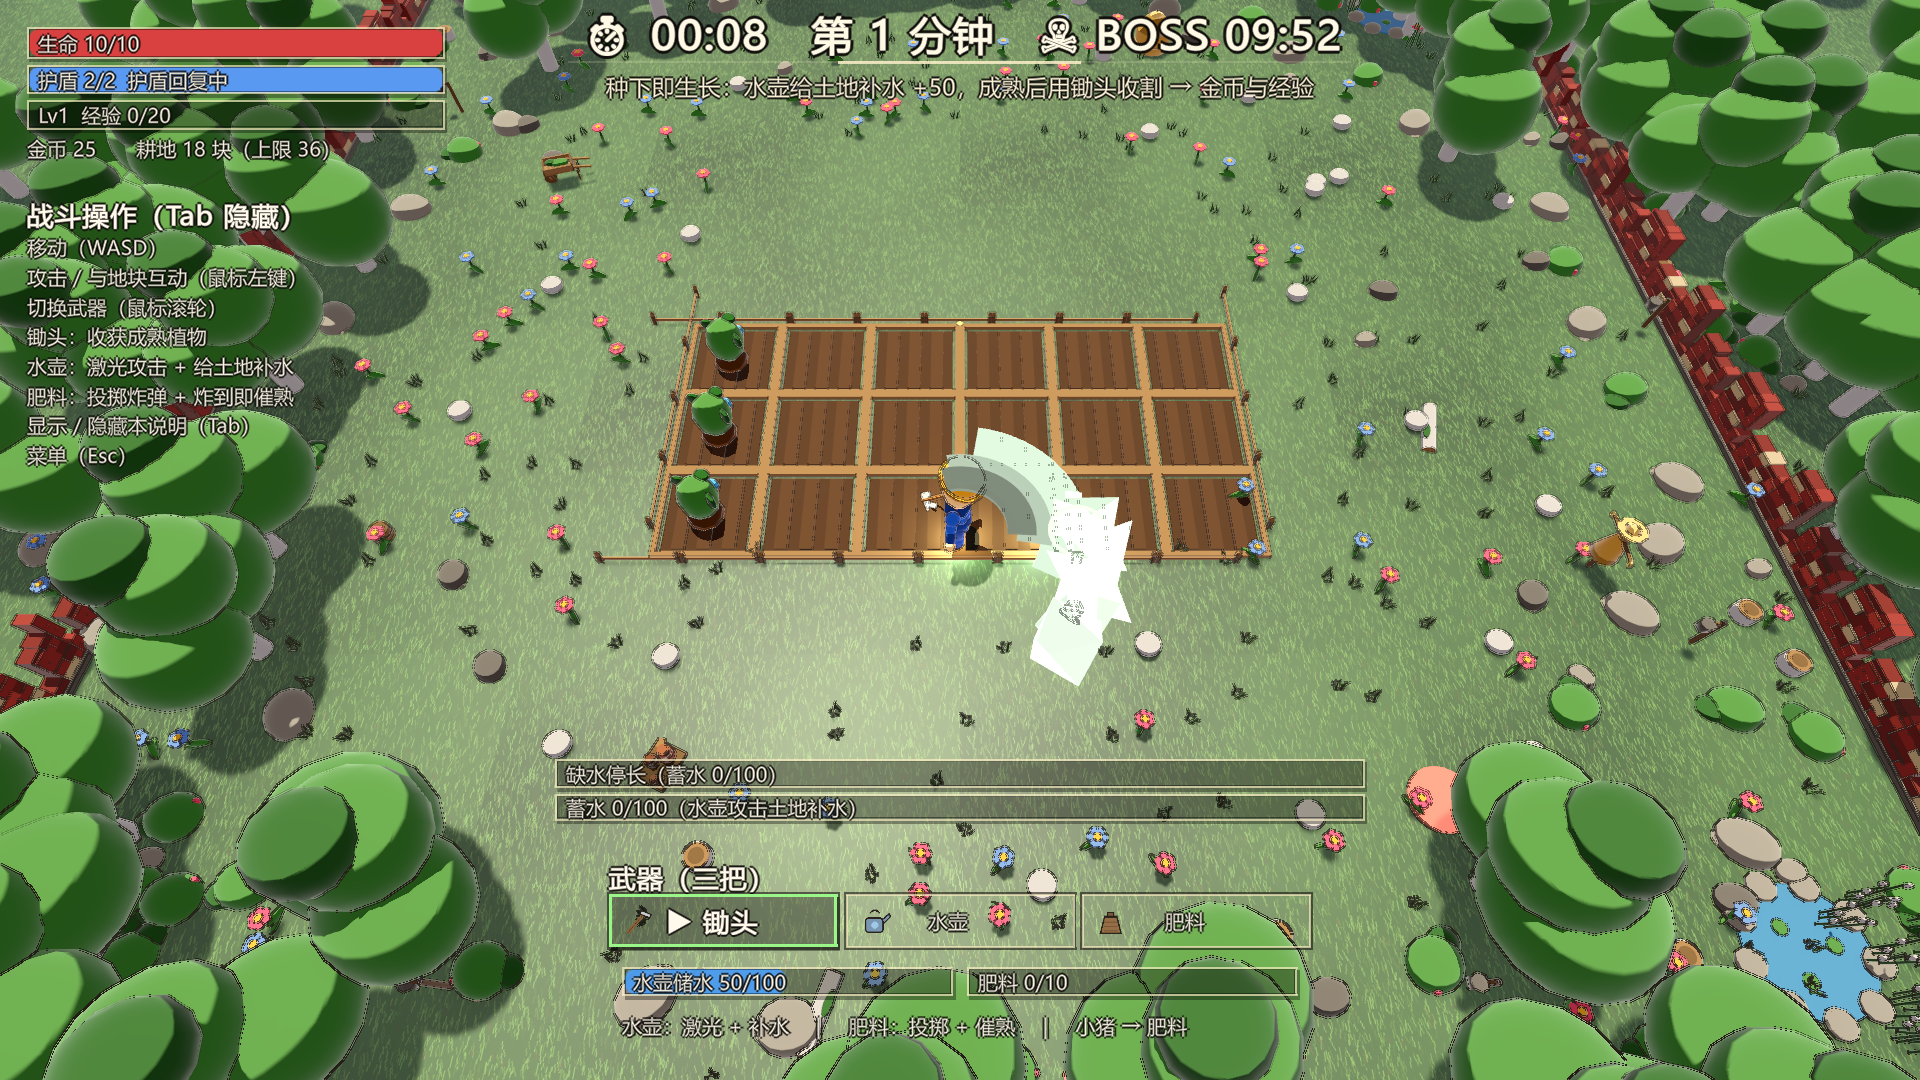 生命 10/10
护盾 2/2 护盾回复中
Lv1 经验 0/20
金币 25 耕地 18 块（上限 36）
00:08 第 1 分钟 BOSS 09:52
种下即生长：水壶给土地补水 +50，成熟后用锄头收割 → 金币与经验
战斗操作（Tab 隐藏）
移动（WASD）
攻击 / 与地块互动（鼠标左键）
切换武器（鼠标滚轮）
锄头：收获成熟植物
水壶：激光攻击 + 给土地补水
肥料：投掷炸弹 + 炸到即催熟
显示 / 隐藏本说明（Tab）
菜单（Esc）
缺水停长（蓄水 0/100）
蓄水 0/100（水壶攻击土地补水）
武器（三把）
▶ 锄头 水壶 肥料
水壶储水 50/100 肥料 0/10
水壶：激光 + 补水 | 肥料：投掷 + 催熟 | 小猪 → 肥料